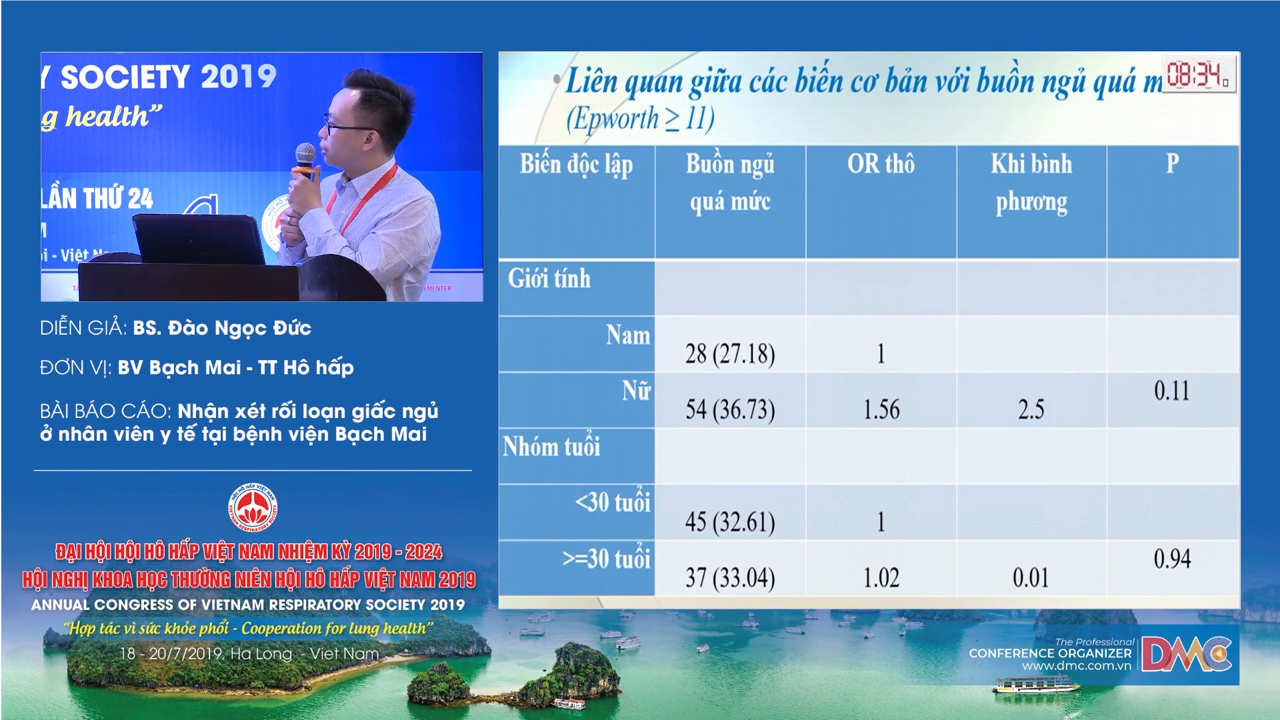 Y SOCIETY 2019
g health”
LẦN THỨ 24
DIỄN GIẢ: BS. Đào Ngọc Đức
ĐƠN VỊ: BV Bạch Mai - TT Hô hấp
BÀI BÁO CÁO: Nhận xét rối loạn giấc ngủ
ở nhân viên y tế tại bệnh viện Bạch Mai
HỘI HÔ HẤP VIỆT NAM
VIETNAM RESPIRATORY SOCIETY
ĐẠI HỘI HỘI HÔ HẤP VIỆT NAM NHIỆM KỲ 2019 - 2024
HỘI NGHỊ KHOA HỌC THƯỜNG NIÊN HỘI HÔ HẤP VIỆT NAM 2019
ANNUAL CONGRESS OF VIETNAM RESPIRATORY SOCIETY 2019
“Hợp tác vì sức khỏe phổi - Cooperation for lung health”
18 - 20/7/2019, Ha Long - Viet Nam
• Liên quan giữa các biến cơ bản với buồn ngủ quá m
08:34
(Epworth ≥ 11)
Biến độc lập Buồn ngủ quá mức OR thô Khi bình phương P
Giới tính
Nam 28 (27.18) 1
Nữ 54 (36.73) 1.56 2.5 0.11
Nhóm tuổi
<30 tuổi 45 (32.61) 1
>=30 tuổi 37 (33.04) 1.02 0.01 0.94
The Professional
CONFERENCE ORGANIZER
www.dmc.com.vn
DMC